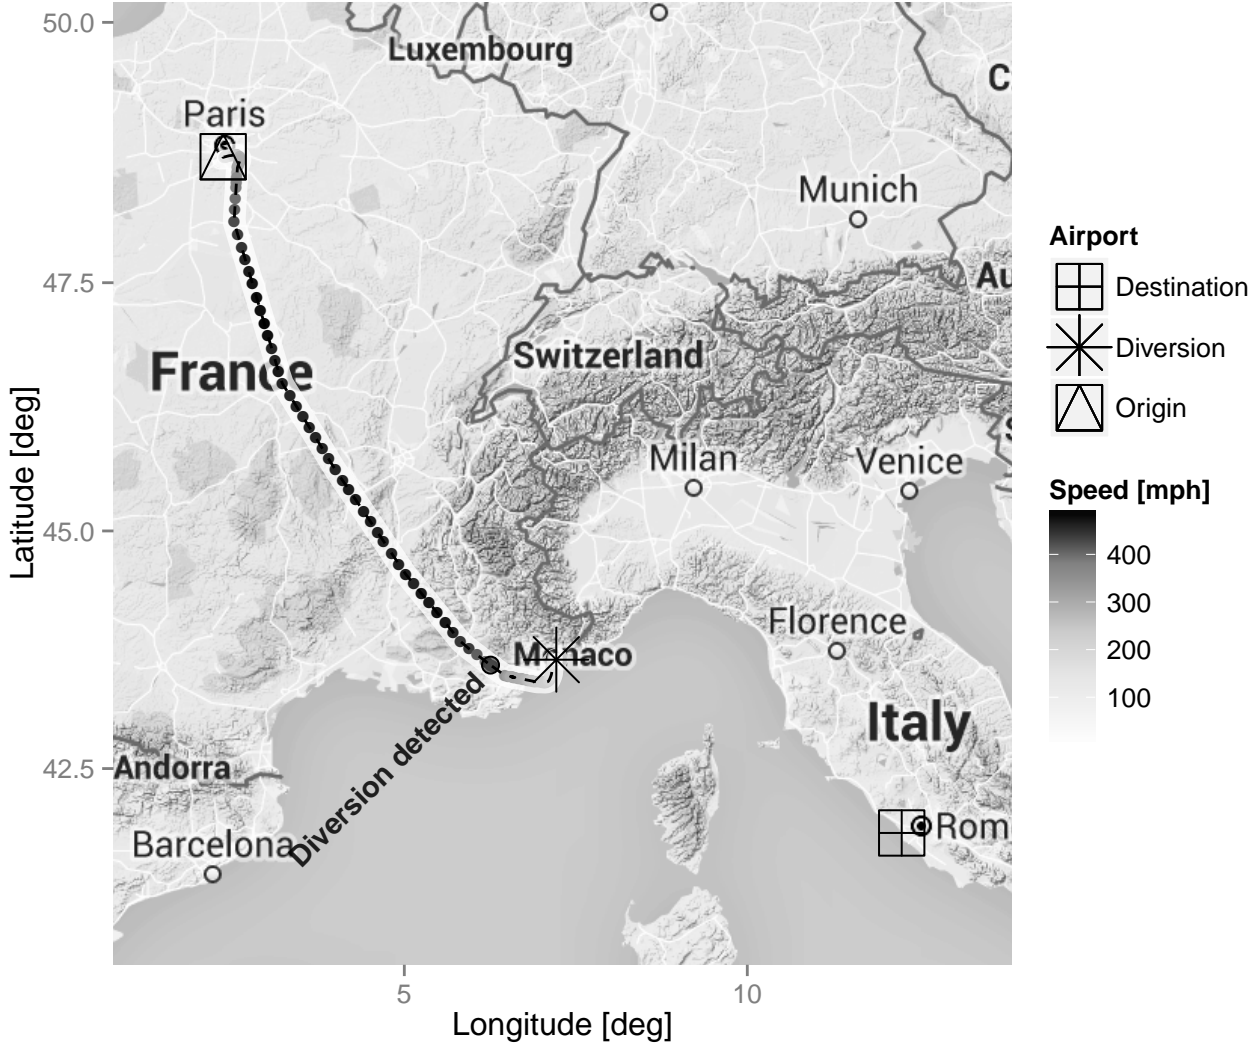 50.0
47.5
45.0
42.5
Latitude [deg]
5
10
Longitude [deg]
Luxembourg
C
Paris
Munich
Au
France
Switzerland
Milan
Venice
S
Florence
Monaco
Diversion detected
Italy
Andorra
Barcelona
Rom
Airport
Destination
Diversion
Origin
Speed [mph]
400
300
200
100